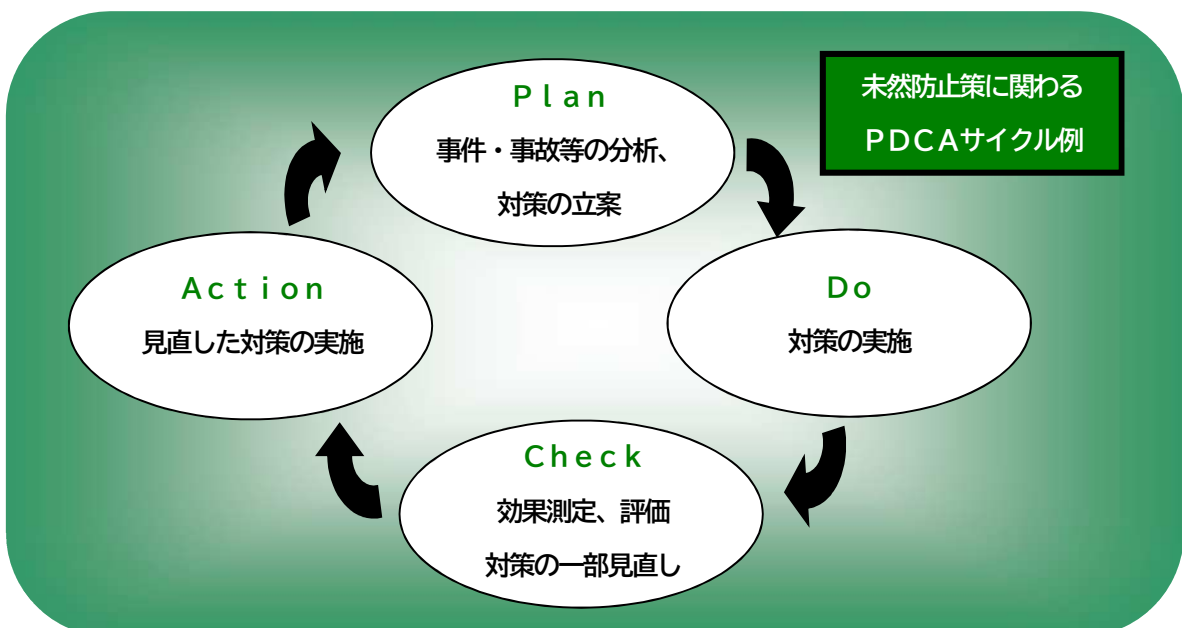 未然防止策に関わる
PDCAサイクル例
Plan
事件・事故等の分析、
対策の立案
Do
対策の実施
Check
効果測定、評価
対策の一部見直し
Action
見直した対策の実施